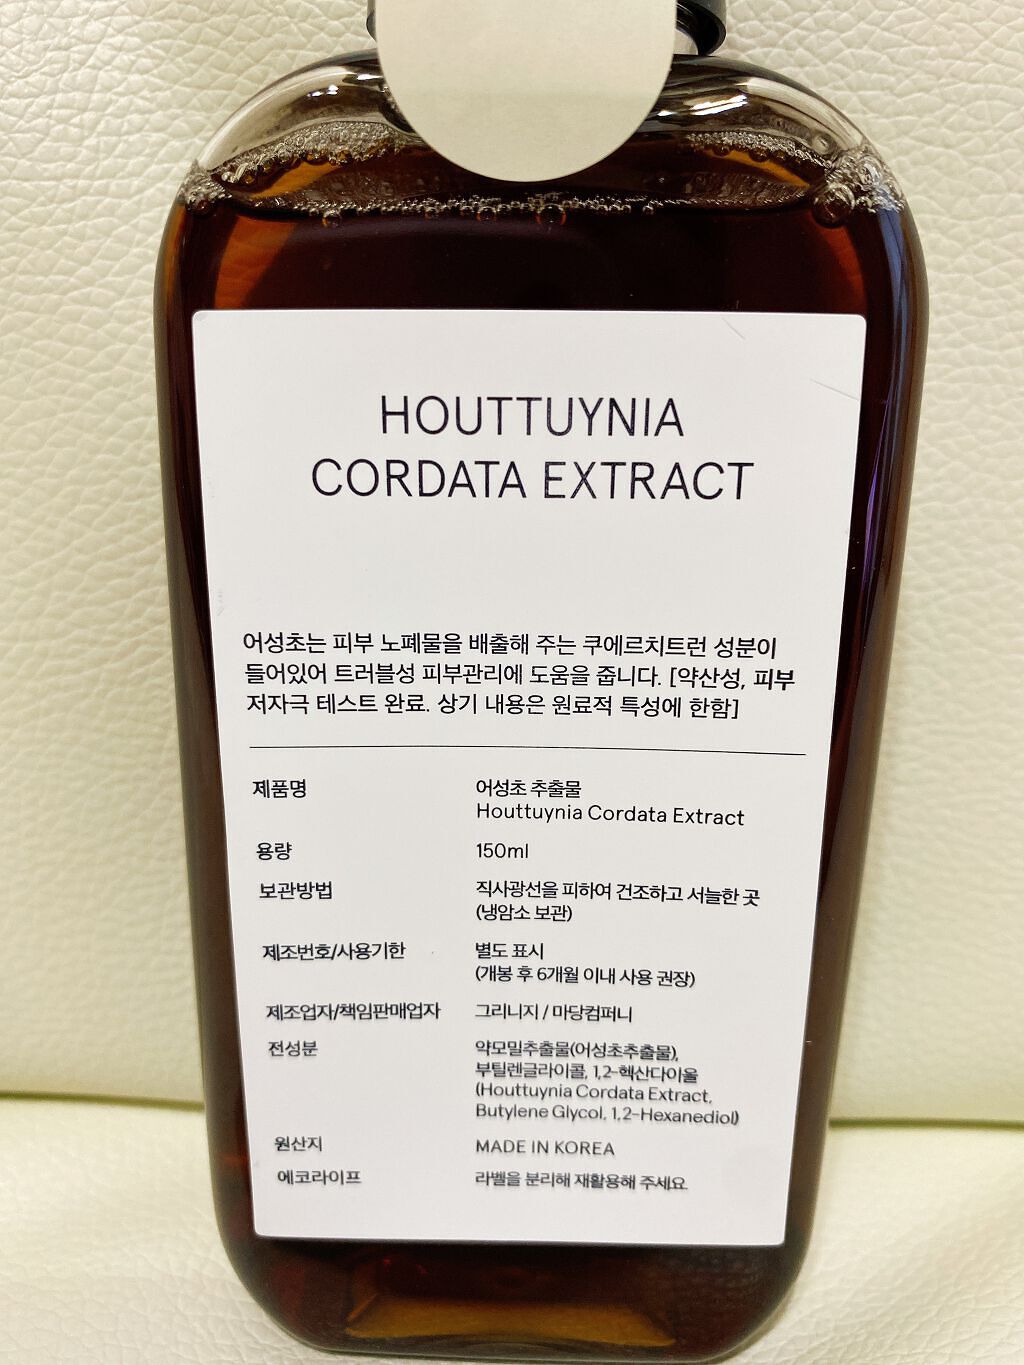 HOUTTUYNIA
CORDATA EXTRACT
어성초는 피부 노폐물을 배출해 주는 쿠에르치트런 성분이
들어있어 트러블성 피부관리에 도움을 줍니다. [약산성, 피부
저자극 테스트 완료. 상기 내용은 원료적 특성에 한함]
제품명 어성초 추출물
Houttuynia Cordata Extract
용량 150ml
보관방법 직사광선을 피하여 건조하고 서늘한 곳
(냉암소 보관)
제조번호/사용기한 별도 표시
(개봉 후 6개월 이내 사용 권장)
제조업자/책임판매업자 그리니지 / 마당컴퍼니
전성분 약모밀추출물(어성초추출물),
부틸렌글라이콜, 1,2-헥산다이올
(Houttuynia Cordata Extract,
Butylene Glycol, 1,2-Hexanediol)
원산지 MADE IN KOREA
에코라이프 라벨을 분리해 재활용해 주세요.